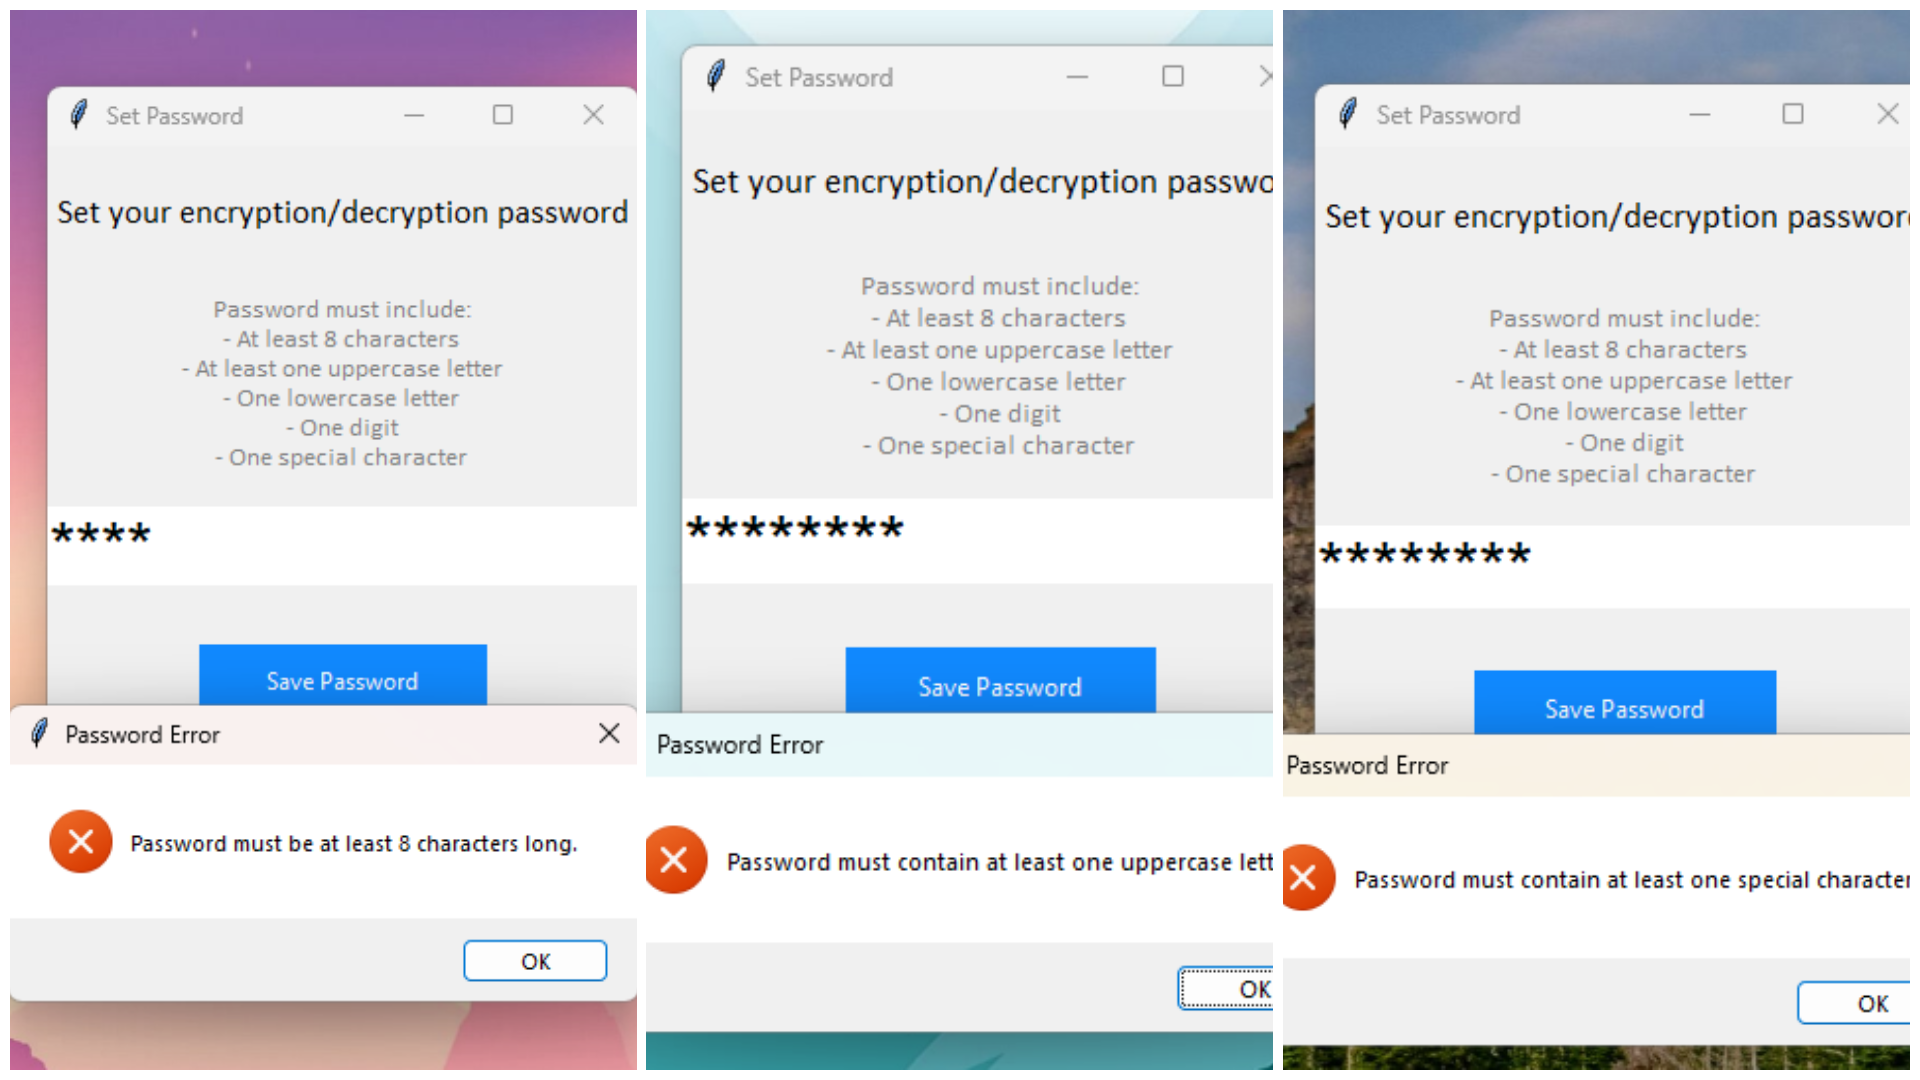 Set Password
Set your encryption/decryption password
Password must include:
- At least 8 characters
- At least one uppercase letter
- One lowercase letter
- One digit
- One special character
****
Save Password
Password Error
Password must be at least 8 characters long.
OK
Set Password
Set your encryption/decryption passwo
Password must include:
- At least 8 characters
- At least one uppercase letter
- One lowercase letter
- One digit
- One special character
********
Save Password
Password Error
Password must contain at least one uppercase lett
OK
Set Password
Set your encryption/decryption password
Password must include:
- At least 8 characters
- At least one uppercase letter
- One lowercase letter
- One digit
- One special character
********
Save Password
Password Error
Password must contain at least one special character
OK